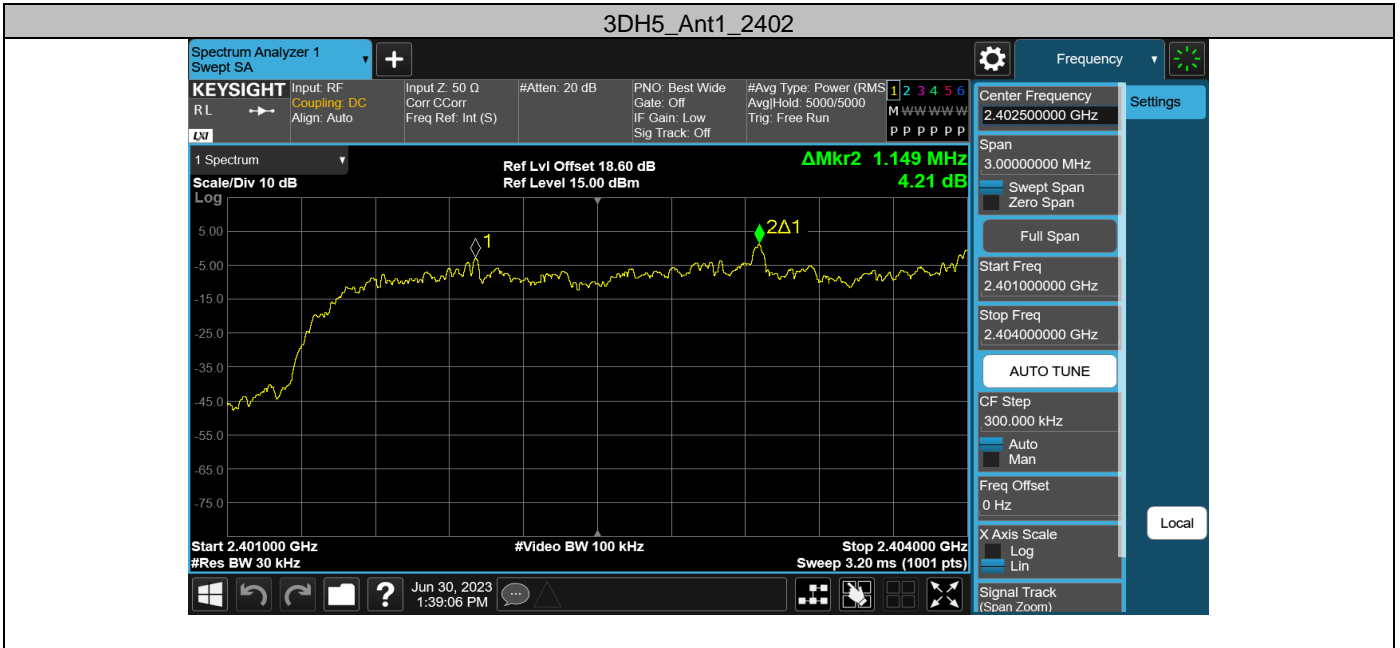 3DH5_Ant1_2402
Spectrum Analyzer 1
Swept SA
+
Frequency
KEYSIGHT
RL
LXI
Input: RF
Coupling: DC
Align: Auto
Input Z: 50 Ω
Corr CCorr
Freq Ref: Int (S)
#Atten: 20 dB
PNO: Best Wide
Gate: Off
IF Gain: Low
Sig Track: Off
#Avg Type: Power (RMS
Avg|Hold: 5000/5000
Trig: Free Run
1 2 3 4 5 6
M W W W W W
P P P P P P
1 Spectrum
Scale/Div 10 dB
Log
Ref Lvl Offset 18.60 dB
Ref Level 15.00 dBm
ΔMkr2 1.149 MHz
4.21 dB
5.00
-5.00
-15.0
-25.0
-35.0
-45.0
-55.0
-65.0
-75.0
1
2Δ1
Start 2.401000 GHz
#Res BW 30 kHz
#Video BW 100 kHz
Stop 2.404000 GHz
Sweep 3.20 ms (1001 pts)
Center Frequency
2.402500000 GHz
Span
3.00000000 MHz
Swept Span
Zero Span
Full Span
Start Freq
2.401000000 GHz
Stop Freq
2.404000000 GHz
AUTO TUNE
CF Step
300.000 kHz
Auto
Man
Freq Offset
0 Hz
X Axis Scale
Log
Lin
Signal Track
(Span Zoom)
Settings
Local
?
Jun 30, 2023
1:39:06 PM